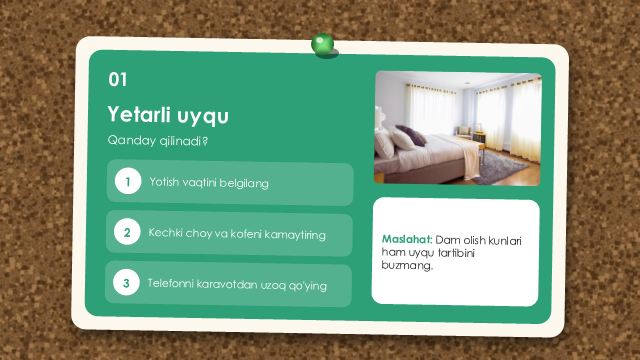 01
Yetarli uyqu
Qanday qilinadi?
1 Yotish vaqtini belgilang
2 Kechki choy va kofeni kamaytiring
3 Telefonni karavotdan uzoq qo'ying
Maslahat: Dam olish kunlari
ham uyqu tartibini
buzmang.